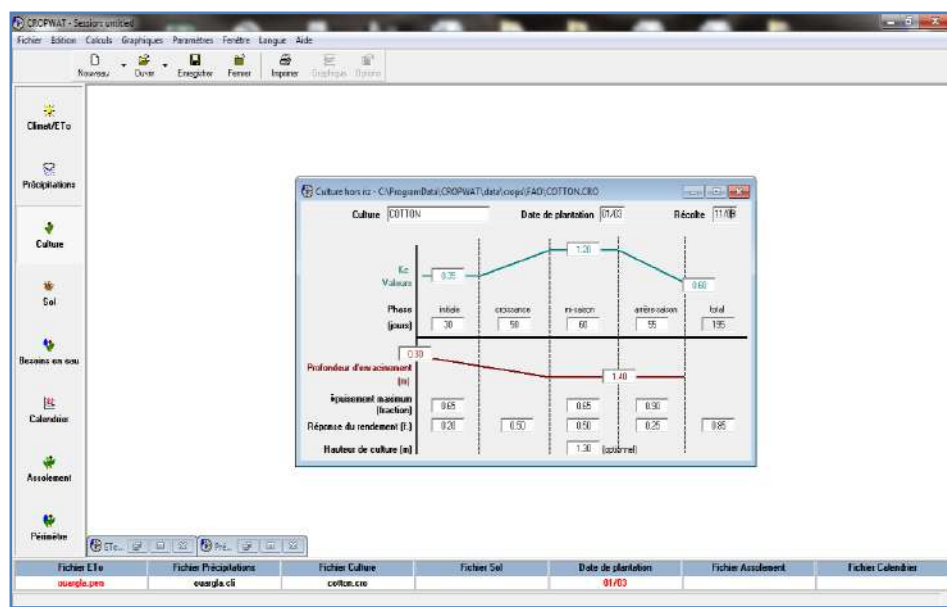 CROPWAT - Session: untitled
Fichier Edition Calculs Graphiques Paramètres Fenêtre Langue Aide
Nouveau Ouvrir Enregistrer Fermer Imprimer Graphique Options
Climat/ETo
Précipitations
Culture
Sol
Besoins en eau
Calendrier
Assolement
Périmètre
Culture hors riz - C:\ProgramData\CROPWAT\data\crops\FAO\COTTON.CRO
Culture COTTON Date de plantation 01/03 Récolte
Kc
Valeurs
0.35 1.20 0.60
Phase initiale croissance mi-saison arrière-saison total
(jours) 30 50 60 55 195
0.30
Profondeur d'enracinement
(m)
1.40
Épuisement maximum
(fraction) 0.65 0.65 0.90
Réponse du rendement (f.) 0.20 0.50 0.50 0.25 0.85
Hauteur de culture (m) 1.30 (optionnel)
ETo... Pré...
Fichier ETo Fichier Précipitations Fichier Culture Fichier Sol Date de plantation Fichier Assolement Fichier Calendrier
ouargla.pen ouargla.cli cotton.cro 01/03